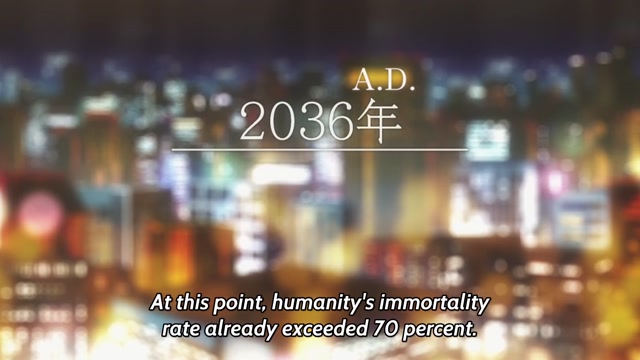 A.D.
2036年
At this point, humanity's immortality
rate already exceeded 70 percent.